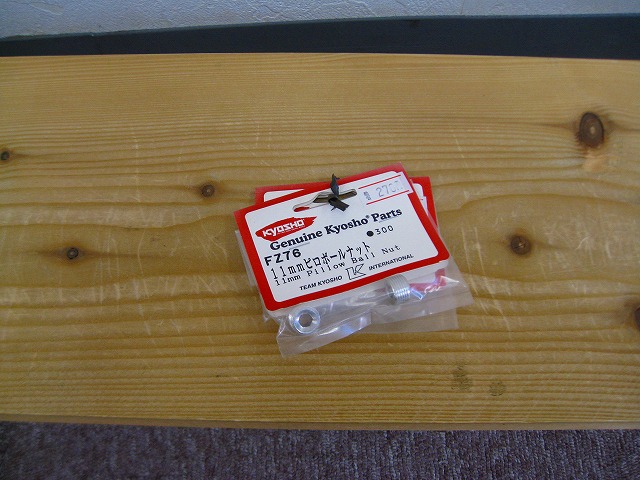 KYOSHO
Genuine Kyosho Parts
FZ76
●300
11mmピロボールナット
11mm Pillow Ball Nut
TEAM KYOSHO INTERNATIONAL